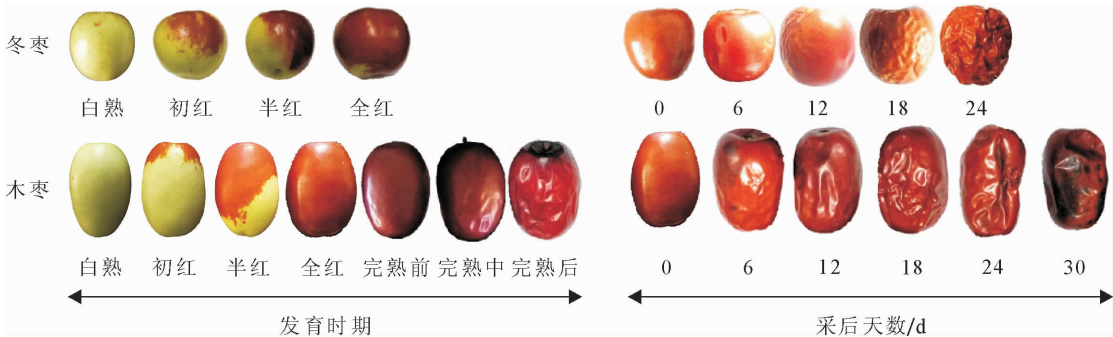 冬枣
白熟 初红 半红 全红
0 6 12 18 24
木枣
白熟 初红 半红 全红 完熟前 完熟中 完熟后
0 6 12 18 24 30
发育时期
采后天数/d